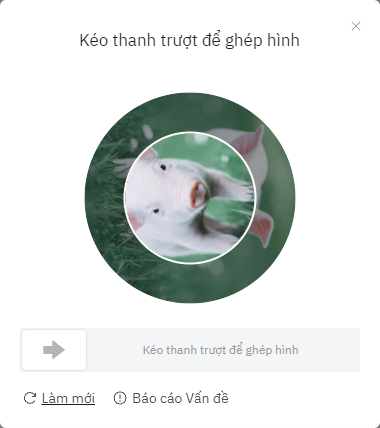 Kéo thanh trượt để ghép hình
Kéo thanh trượt để ghép hình
Làm mới
Báo cáo Vấn đề